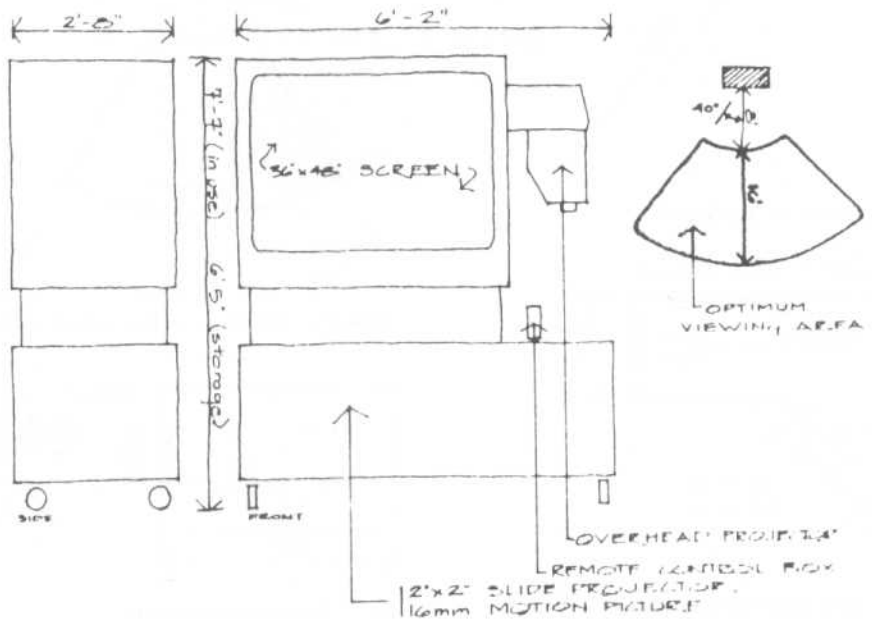 2'-8"
6'-2"
7'-7" (in use)
6'5" (storage)
36"x48" SCREEN
40°/
OPTIMUM
VIEWING AREA
SIDE
FRONT
OVERHEAD PROJECTOR
REMOTE CONTROL BOX
2"x2" SLIDE PROJECTOR.
16mm MOTION PICTURE